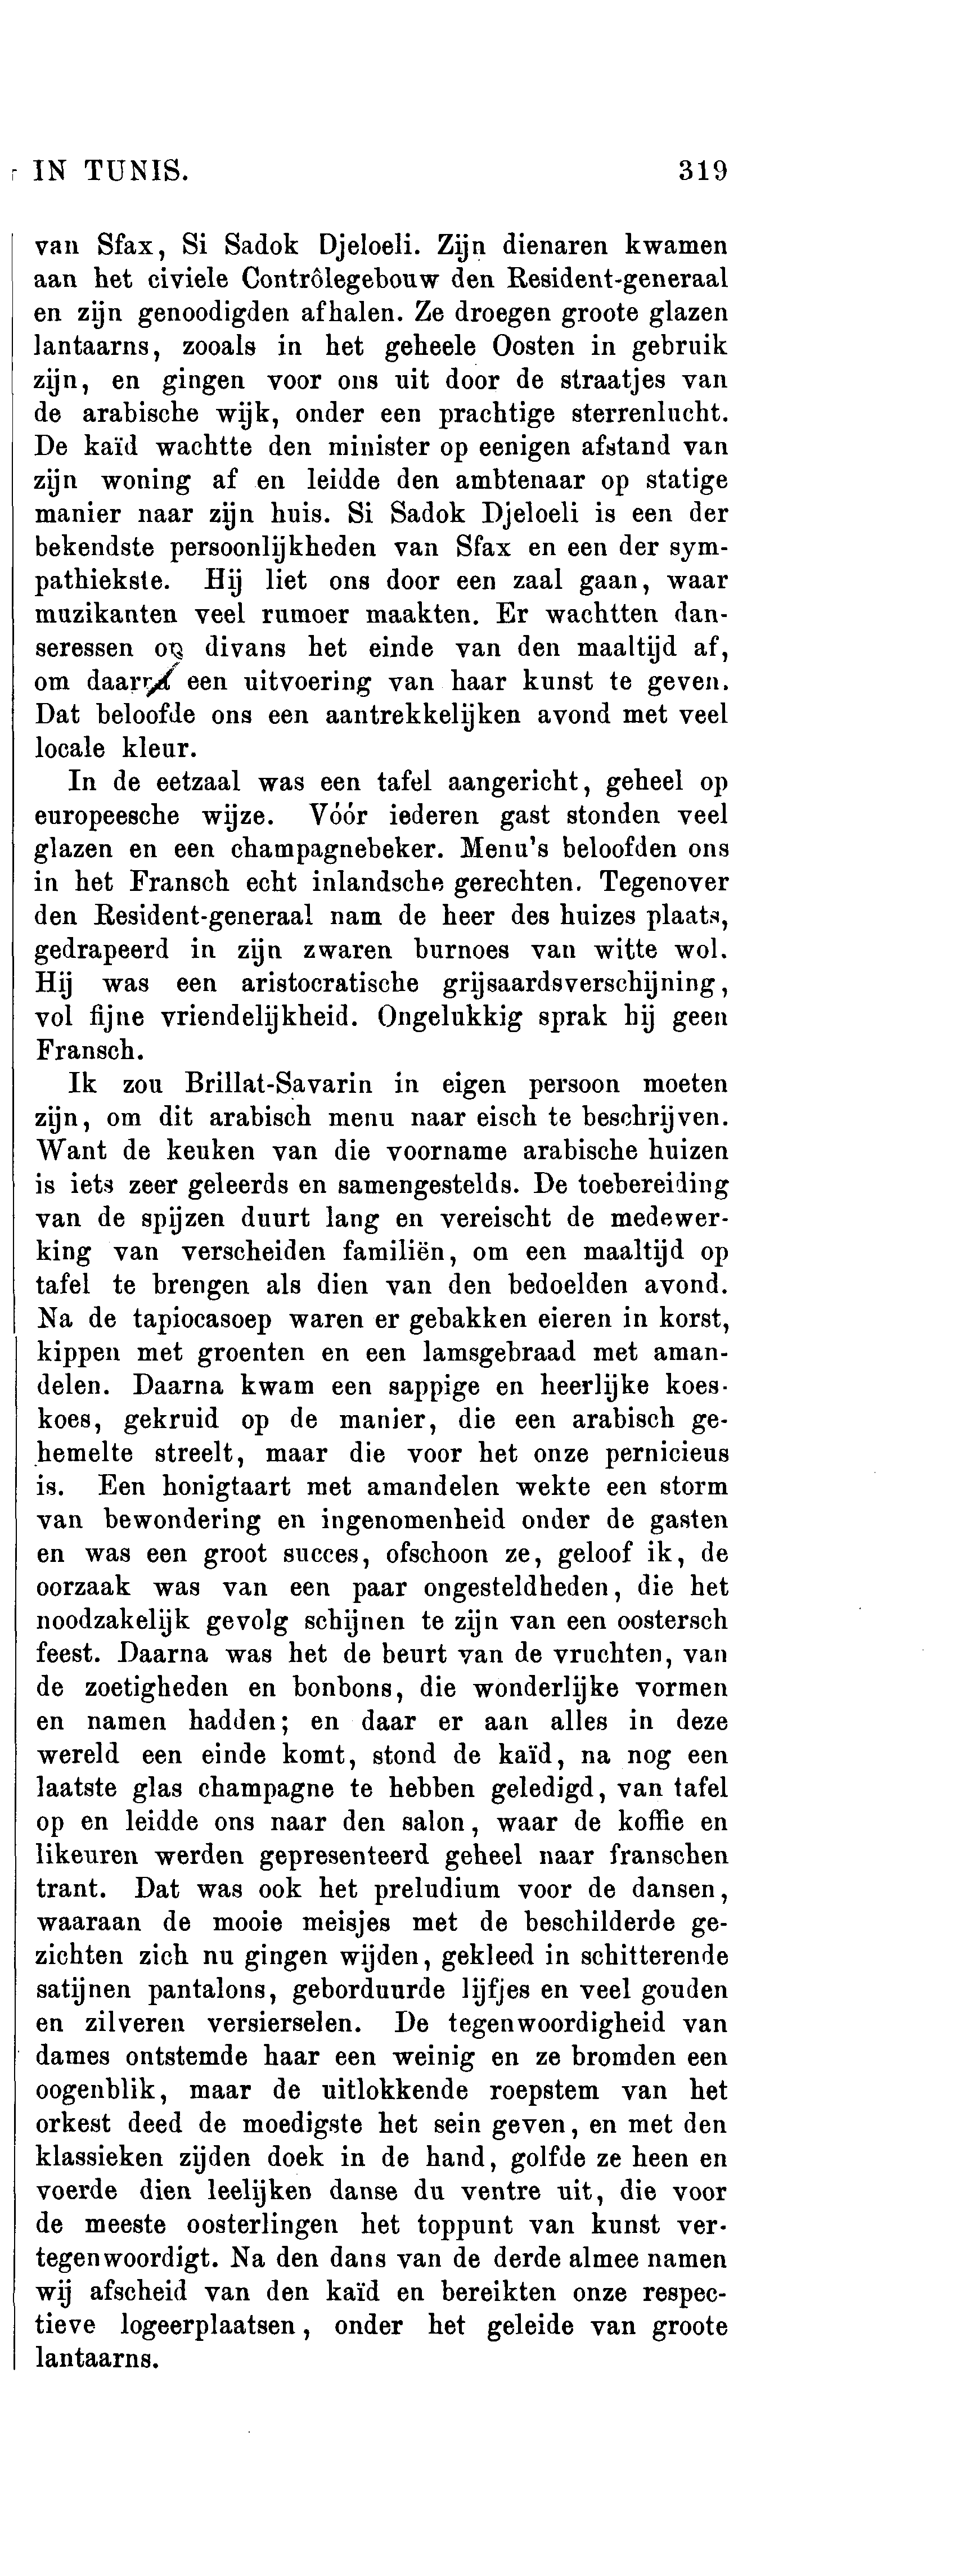 IN TUNIS. 319
van Sfax, Si Sadok Djeloeli. Zijn dienaren kwamen
aan het civiele Contrôlegebouw den Resident-generaal
en zijn genoodigden afhalen. Ze droegen groote glazen
lantaarns, zooals in het geheele Oosten in gebruik
zijn, en gingen voor ons uit door de straatjes van
de arabische wijk, onder een prachtige sterrenlucht.
De kaïd wachtte den minister op eenigen afstand van
zijn woning af en leidde den ambtenaar op statige
manier naar zijn huis. Si Sadok Djeloeli is een der
bekendste persoonlijkheden van Sfax en een der sym-
pathiekste. Hij liet ons door een zaal gaan, waar
muzikanten veel rumoer maakten. Er wachtten dan-
seressen op divans het einde van den maaltijd af,
om een uitvoering van haar kunst te geven.
Dat beloofde ons een aantrekkelijken avond met veel
locale kleur.
In de eetzaal was een tafel aangericht, geheel op
europeesche wijze. Vóór iederen gast stonden veel
glazen en een champagnebeker. Menu's beloofden ons
in het Fransch echt inlandsche gerechten. Tegenover
den Resident-generaal nam de heer des huizes plaats,
gedrapeerd in zijn zwaren burnoes van witte wol.
Hij was een aristocratische grijsaardsverschijning,
vol fijne vriendelijkheid. Ongelukkig sprak hij geen
Fransch.
Ik zou Brillat-Savarin in eigen persoon moeten
zijn, om dit arabisch menu naar eisch te beschrijven.
Want de keuken van die voorname arabische huizen
is iets zeer geleerds en samengestelds. De toebereiding
van de spijzen duurt lang en vereischt de medewer-
king van verscheiden familiën, om een maaltijd op
tafel te brengen als dien van den bedoelden avond.
Na de tapiocasoep waren er gebakken eieren in korst,
kippen met groenten en een lamsgebraad met aman-
delen. Daarna kwam een sappige en heerlijke koes-
koes, gekruid op de manier, die een arabisch ge-
hemelte streelt, maar die voor het onze pernicieus
is. Een honigtaart met amandelen wekte een storm
van bewondering en ingenomenheid onder de gasten
en was een groot succes, ofschoon ze, geloof ik, de
oorzaak was van een paar ongesteldheden, die het
noodzakelijk gevolg schijnen te zijn van een oostersch
feest. Daarna was het de beurt van de vruchten, van
de zoetigheden en bonbons, die wonderlijke vormen
en namen hadden; en daar er aan alles in deze
wereld een einde komt, stond de kaïd, na nog een
laatste glas champagne te hebben geledigd, van tafel
op en leidde ons naar den salon, waar de koffie en
likeuren werden gepresenteerd geheel naar franschen
trant. Dat was ook het preludium voor de dansen,
waaraan de mooie meisjes met de beschilderde ge-
zichten zich nu gingen wijden, gekleed in schitterende
satijnen pantalons, geborduurde lijfjes en veel gouden
en zilveren versierselen. De tegenwoordigheid van
dames ontstemde haar een weinig en ze bromden een
oogenblik, maar de uitlokkende roepstem van het
orkest deed de moedigste het sein geven, en met den
klassieken zijden doek in de hand, golfde ze heen en
voerde dien leelijken danse du ventre uit, die voor
de meeste oosterlingen het toppunt van kunst ver-
tegenwoordigt. Na den dans van de derde almee namen
wij afscheid van den kaïd en bereikten onze respec-
tieve logeerplaatsen, onder het geleide van groote
lantaarns.